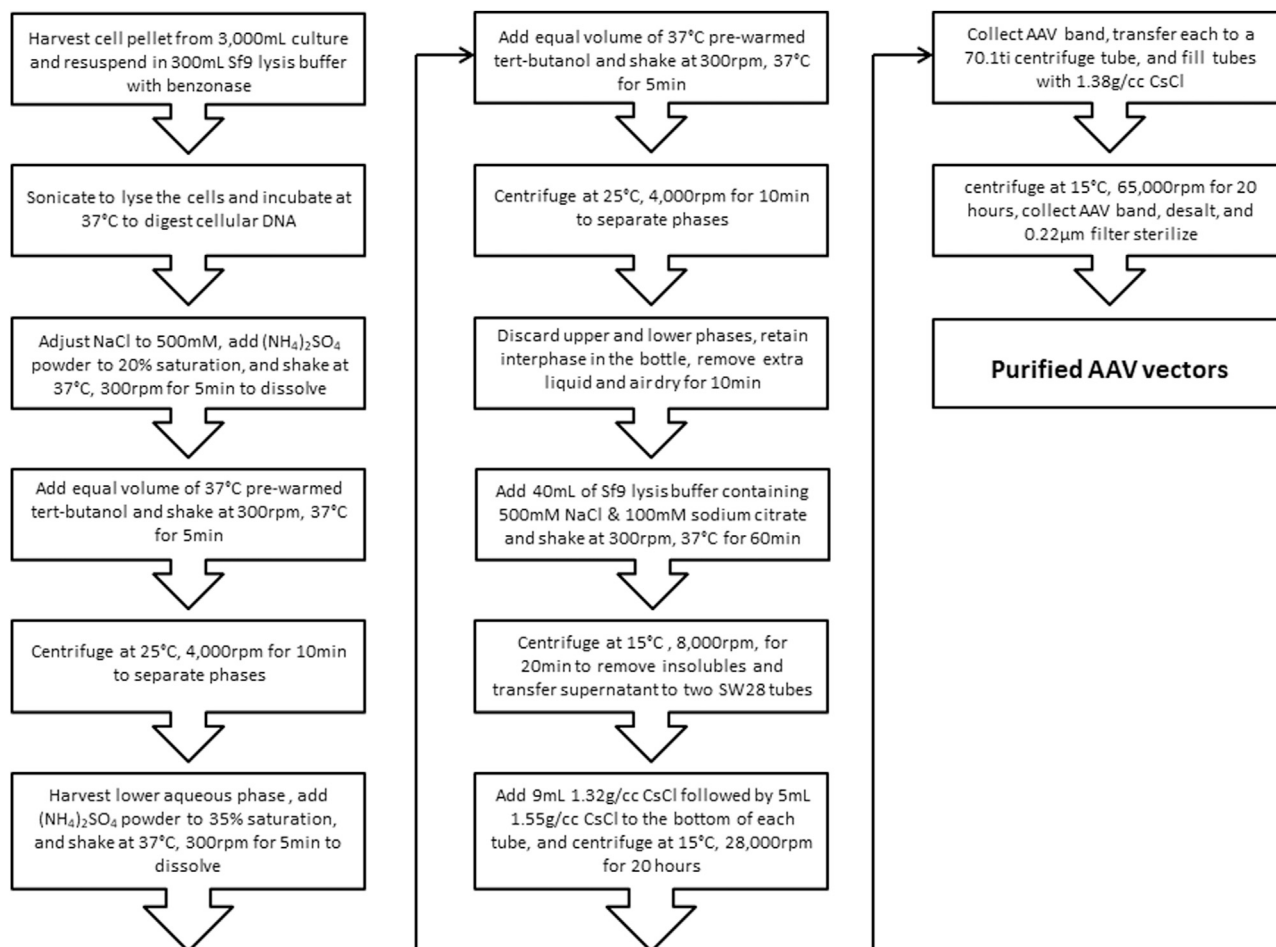 Harvest cell pellet from 3,000mL culture
and resuspend in 300mL Sf9 lysis buffer
with benzonase
Sonicate to lyse the cells and incubate at
37°C to digest cellular DNA
Adjust NaCl to 500mM, add (NH₄)₂SO₄
powder to 20% saturation, and shake at
37°C, 300rpm for 5min to dissolve
Add equal volume of 37°C pre-warmed
tert-butanol and shake at 300rpm, 37°C
for 5min
Centrifuge at 25°C, 4,000rpm for 10min
to separate phases
Harvest lower aqueous phase , add
(NH₄)₂SO₄ powder to 35% saturation,
and shake at 37°C, 300rpm for 5min to
dissolve
Add equal volume of 37°C pre-warmed
tert-butanol and shake at 300rpm, 37°C
for 5min
Centrifuge at 25°C, 4,000rpm for 10min
to separate phases
Discard upper and lower phases, retain
interphase in the bottle, remove extra
liquid and air dry for 10min
Add 40mL of Sf9 lysis buffer containing
500mM NaCl & 100mM sodium citrate
and shake at 300rpm, 37°C for 60min
Centrifuge at 15°C , 8,000rpm, for
20min to remove insolubles and
transfer supernatant to two SW28 tubes
Add 9mL 1.32g/cc CsCl followed by 5mL
1.55g/cc CsCl to the bottom of each
tube, and centrifuge at 15°C, 28,000rpm
for 20 hours
Collect AAV band, transfer each to a
70.1ti centrifuge tube, and fill tubes
with 1.38g/cc CsCl
centrifuge at 15°C, 65,000rpm for 20
hours, collect AAV band, desalt, and
0.22µm filter sterilize
Purified AAV vectors